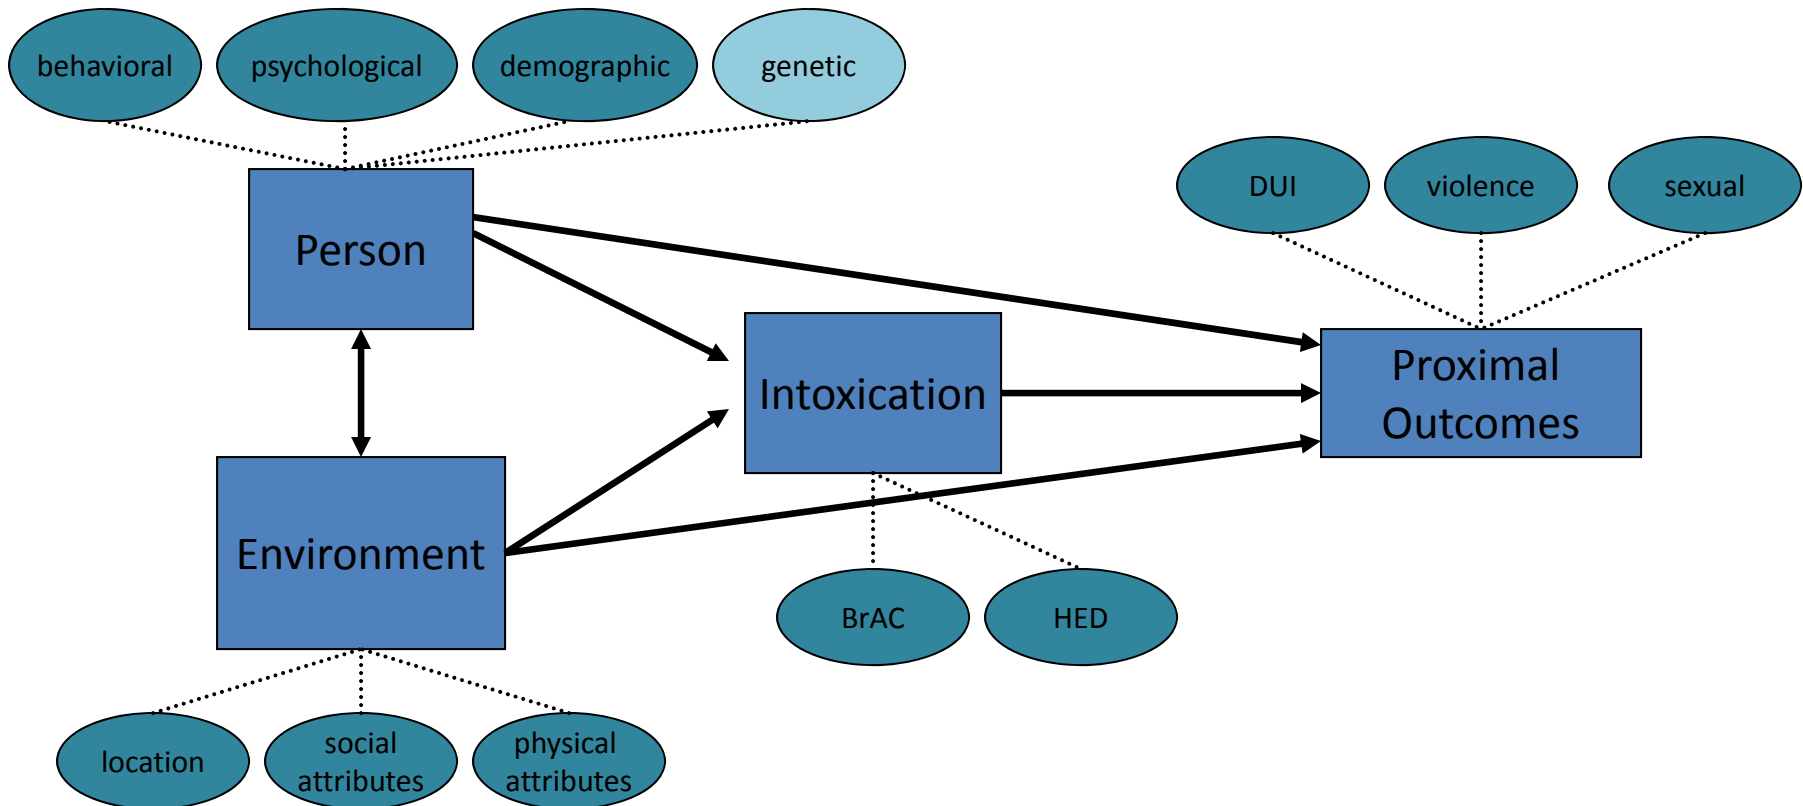 behavioral
psychological
demographic
genetic
DUI
violence
sexual
Person
Intoxication
Proximal
Outcomes
Environment
BrAC
HED
location
social
attributes
physical
attributes